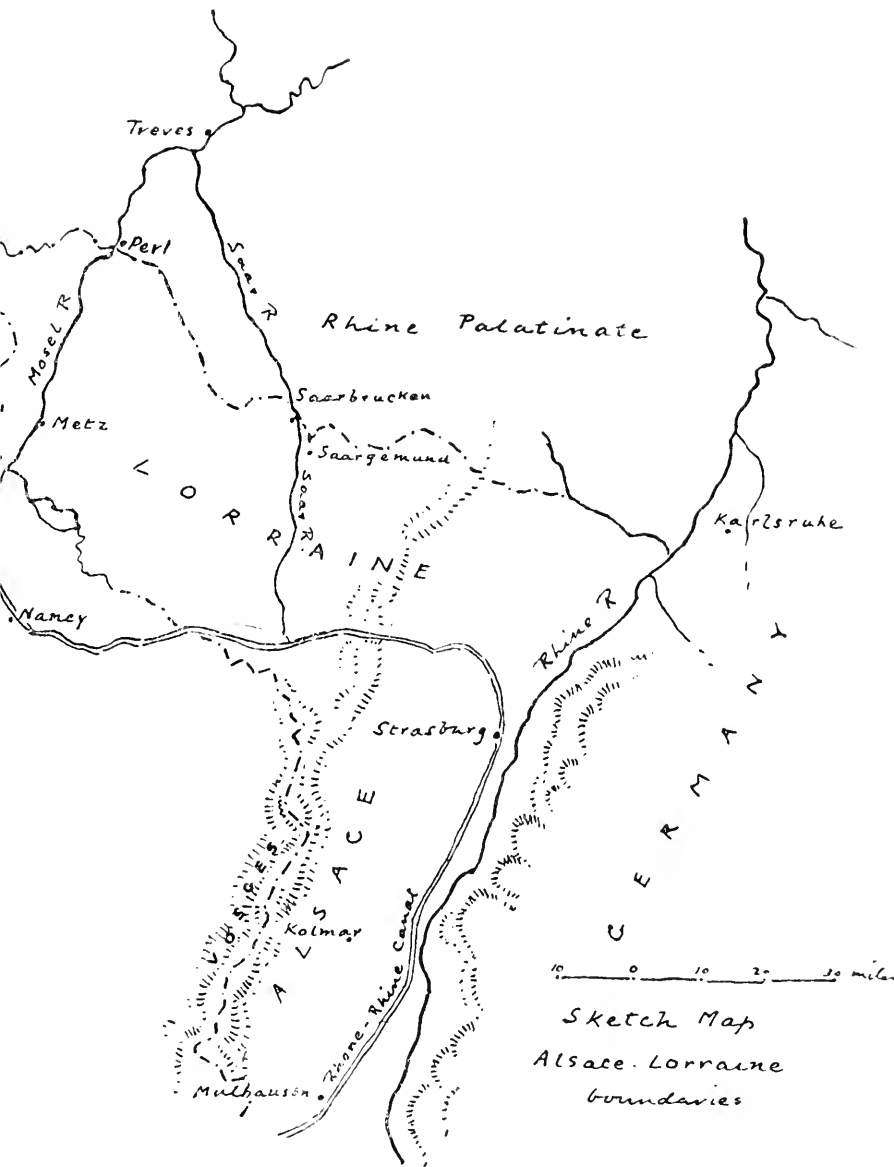 Treves
Perl
Saar R
Rhine Palatinate
Mosel R
Saarbrucken
Metz
Saargemund
LORRAINE
Saar R.
Karlsruhe
Nancy
Rhine R
GERMANY
Strasburg
ALSACE
VOSGES
Kolmar
Rhone-Rhine Canal
10 0 10 20 30 miles
Sketch Map
Alsace-Lorraine
boundaries
Mulhausen